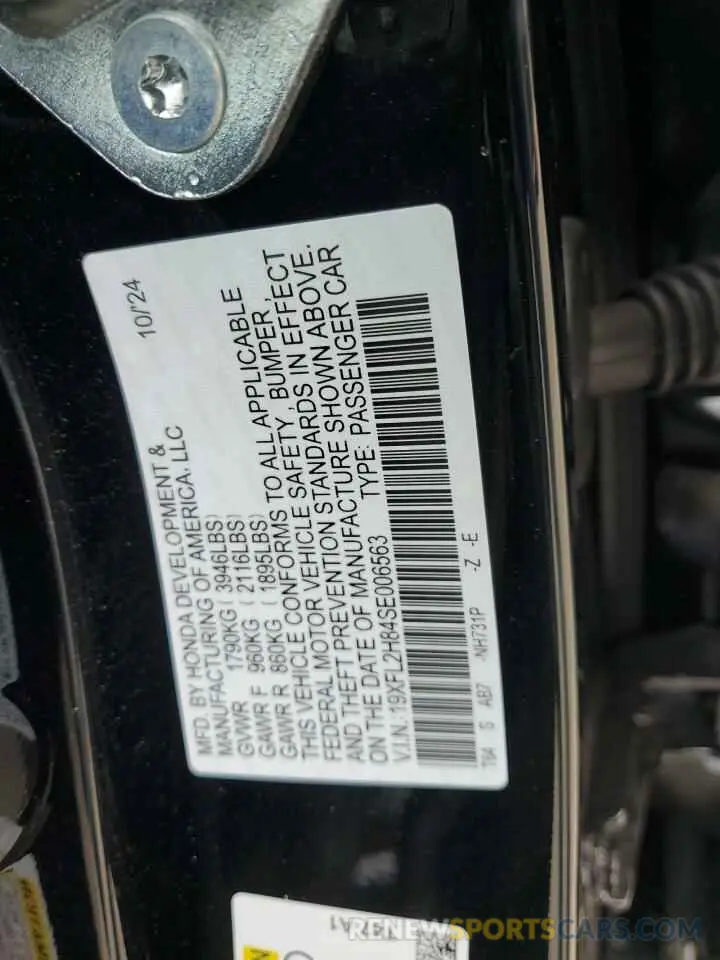 MFD. BY HONDA DEVELOPMENT & 10/'24
MANUFACTURING OF AMERICA, LLC
GVWR 1790KG ( 3946LBS)
GAWR F 960KG ( 2116LBS)
GAWR R 860KG ( 1895LBS)
THIS VEHICLE CONFORMS TO ALL APPLICABLE
FEDERAL MOTOR VEHICLE SAFETY, BUMPER,
AND THEFT PREVENTION STANDARDS IN EFFECT
ON THE DATE OF MANUFACTURE SHOWN ABOVE.
V.I.N.: 19XFL2H84SE006563 TYPE: PASSENGER CAR
T64 S AB7 -NH731P -Z -E
A1
RENEWSPORTSCARS.COM